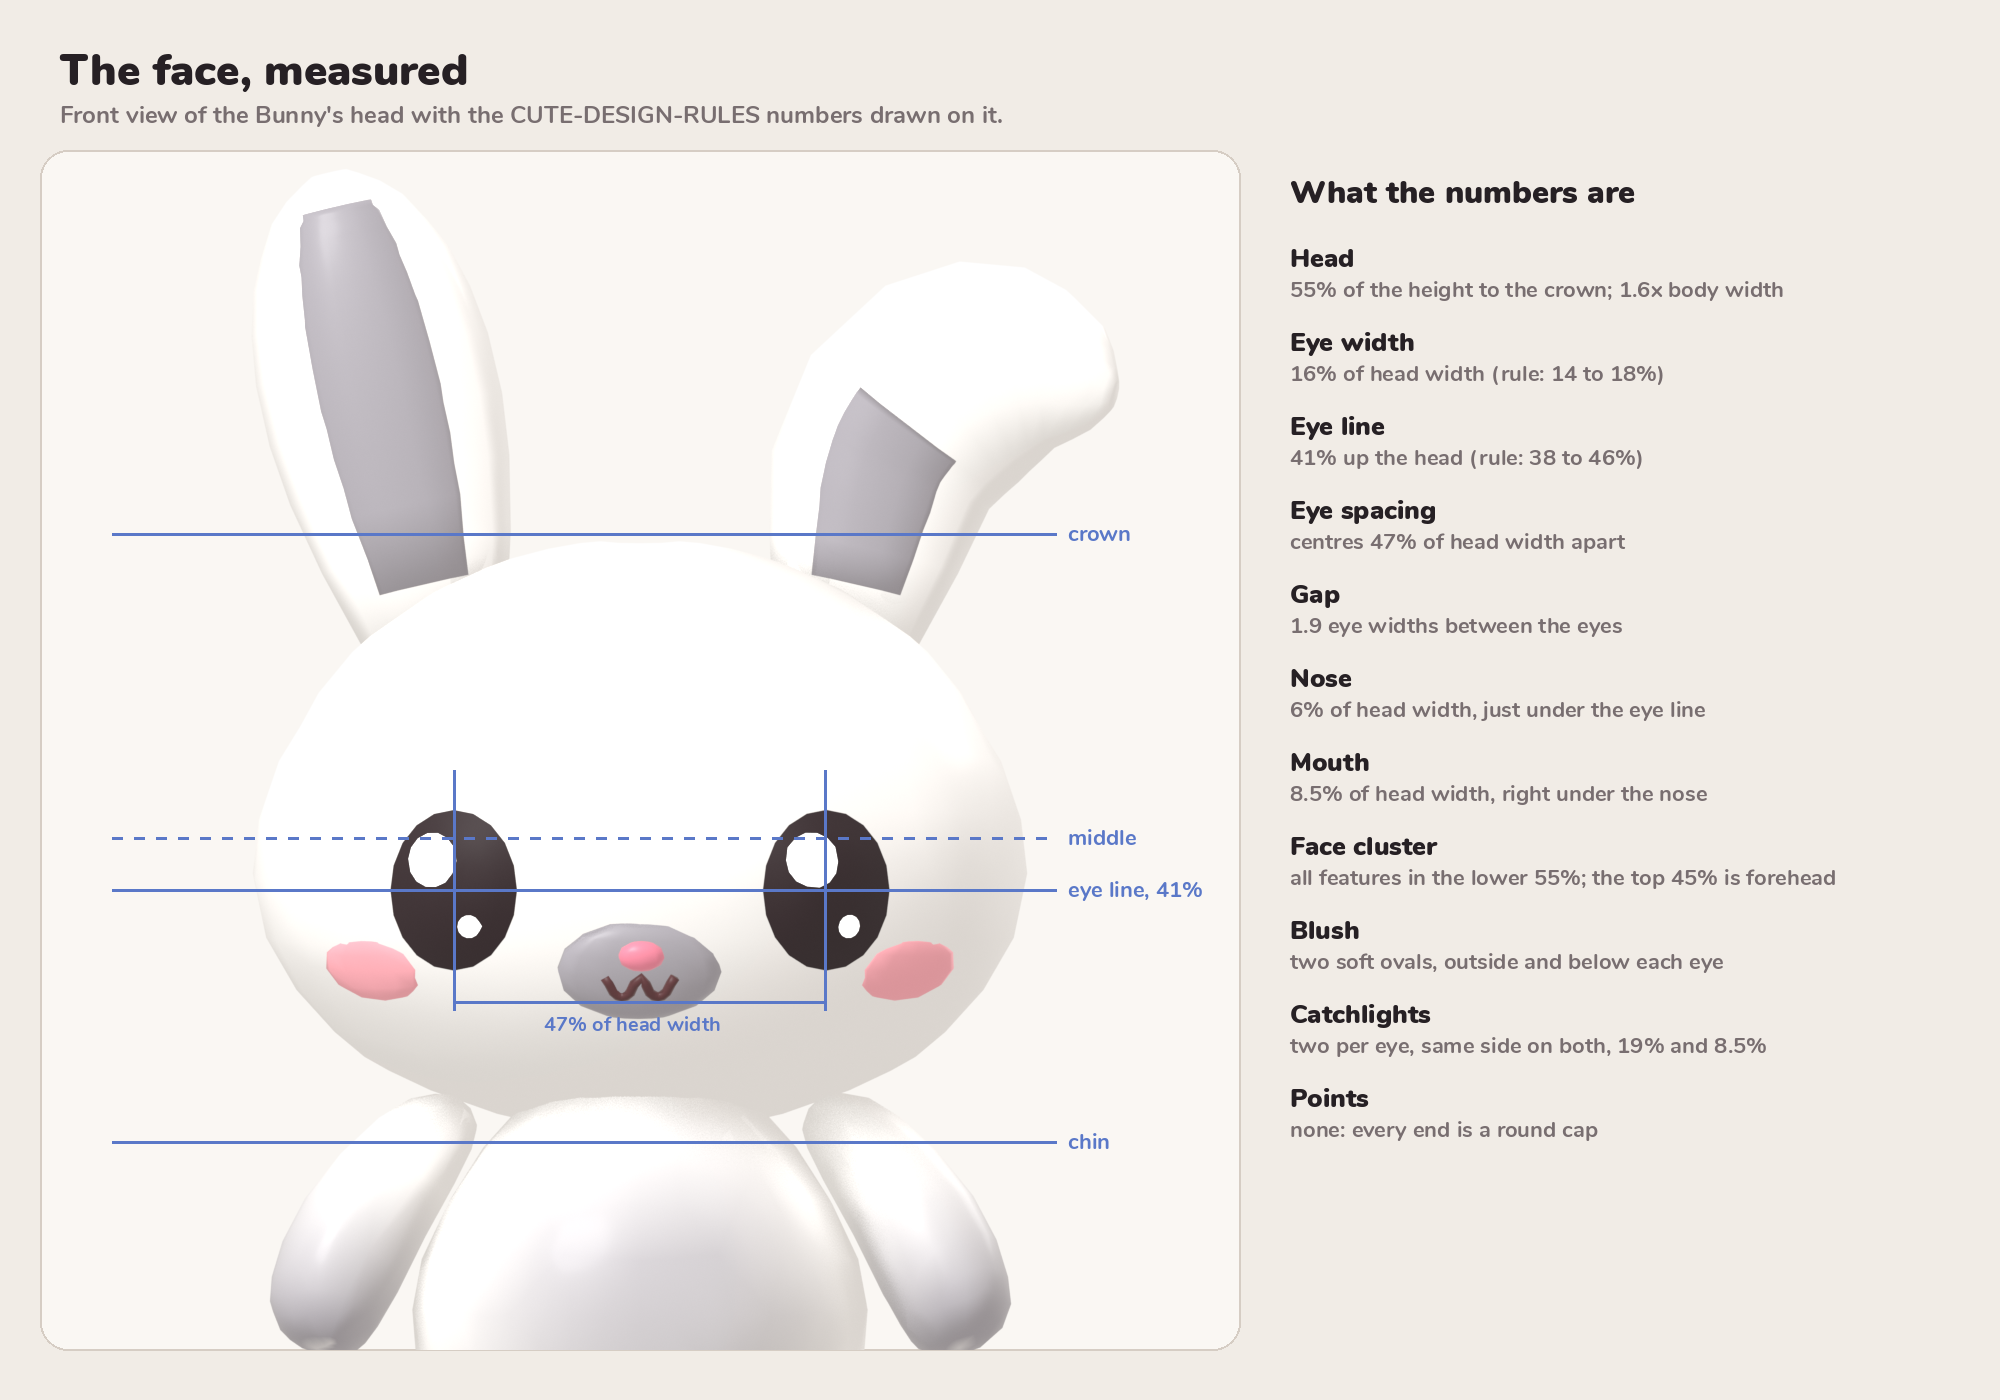 The face, measured
Front view of the Bunny's head with the CUTE-DESIGN-RULES numbers drawn on it.
crown
middle
eye line, 41%
47% of head width
chin
What the numbers are
Head
55% of the height to the crown; 1.6x body width
Eye width
16% of head width (rule: 14 to 18%)
Eye line
41% up the head (rule: 38 to 46%)
Eye spacing
centres 47% of head width apart
Gap
1.9 eye widths between the eyes
Nose
6% of head width, just under the eye line
Mouth
8.5% of head width, right under the nose
Face cluster
all features in the lower 55%; the top 45% is forehead
Blush
two soft ovals, outside and below each eye
Catchlights
two per eye, same side on both, 19% and 8.5%
Points
none: every end is a round cap